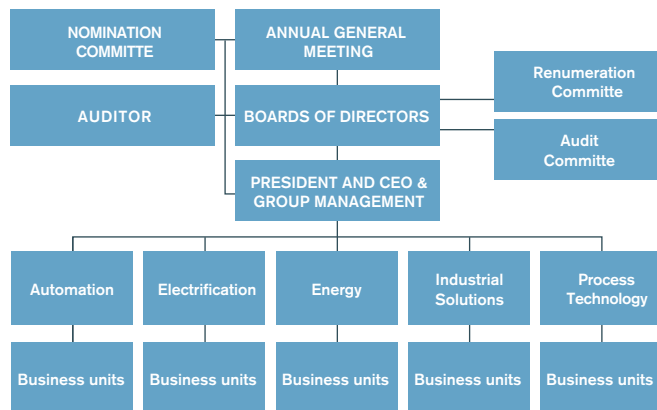 NOMINATION
COMMITTE
ANNUAL GENERAL
MEETING
Renumeration
Committe
AUDITOR
BOARDS OF DIRECTORS
Audit
Committe
PRESIDENT AND CEO &
GROUP MANAGEMENT
Automation
Electrification
Energy
Industrial
Solutions
Process
Technology
Business units
Business units
Business units
Business units
Business units